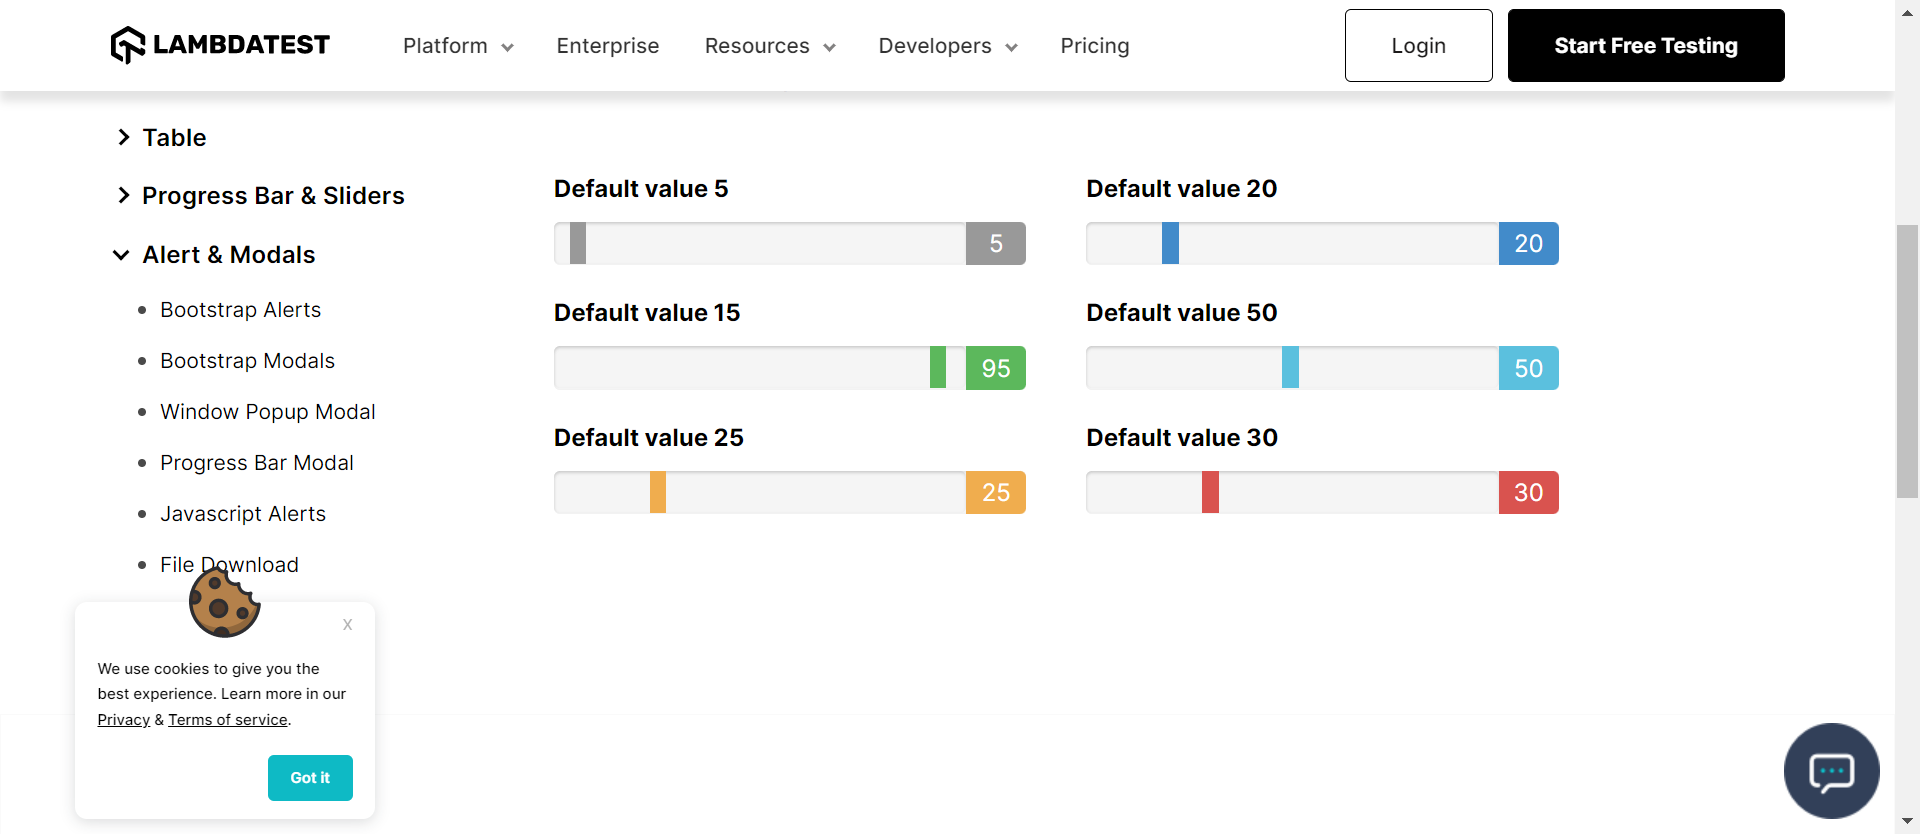 LAMBDATEST
Platform
Enterprise
Resources
Developers
Pricing
Login
Start Free Testing
Table
Progress Bar & Sliders
Alert & Modals
Bootstrap Alerts
Bootstrap Modals
Window Popup Modal
Progress Bar Modal
Javascript Alerts
File Download
Default value 5
5
Default value 20
20
Default value 15
95
Default value 50
50
Default value 25
25
Default value 30
30
X
We use cookies to give you the
best experience. Learn more in our
Privacy & Terms of service.
Got it